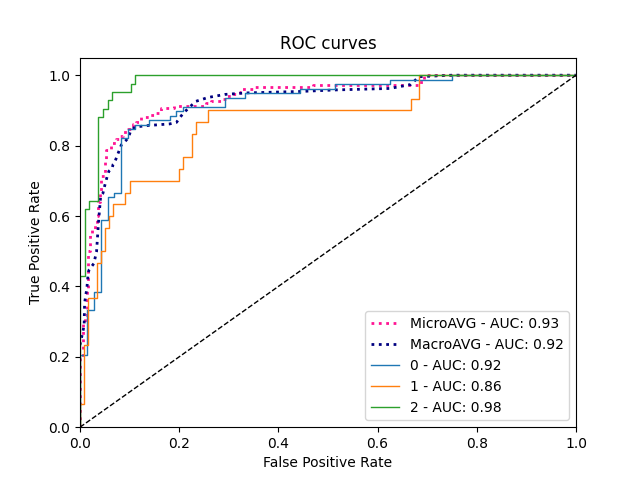 ROC curves
True Positive Rate
1.0
0.8
0.6
0.4
0.2
0.0
MicroAVG - AUC: 0.93
MacroAVG - AUC: 0.92
0 - AUC: 0.92
1 - AUC: 0.86
2 - AUC: 0.98
0.0 0.2 0.4 0.6 0.8 1.0
False Positive Rate